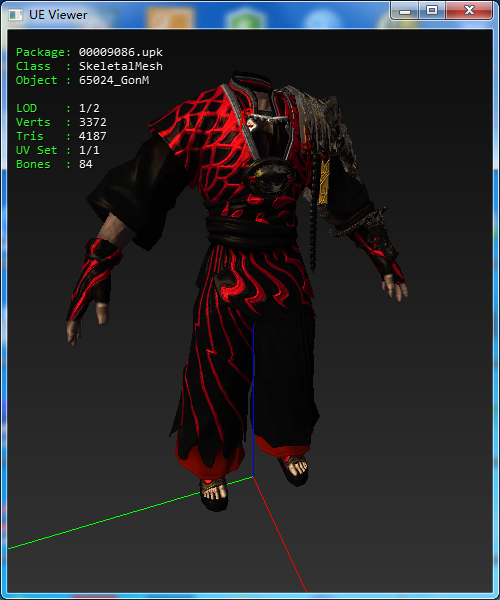 UE Viewer
Package: 00009086.upk
Class : SkeletalMesh
Object : 65024_GonM
LOD : 1/2
Verts : 3372
Tris : 4187
UV Set : 1/1
Bones : 84